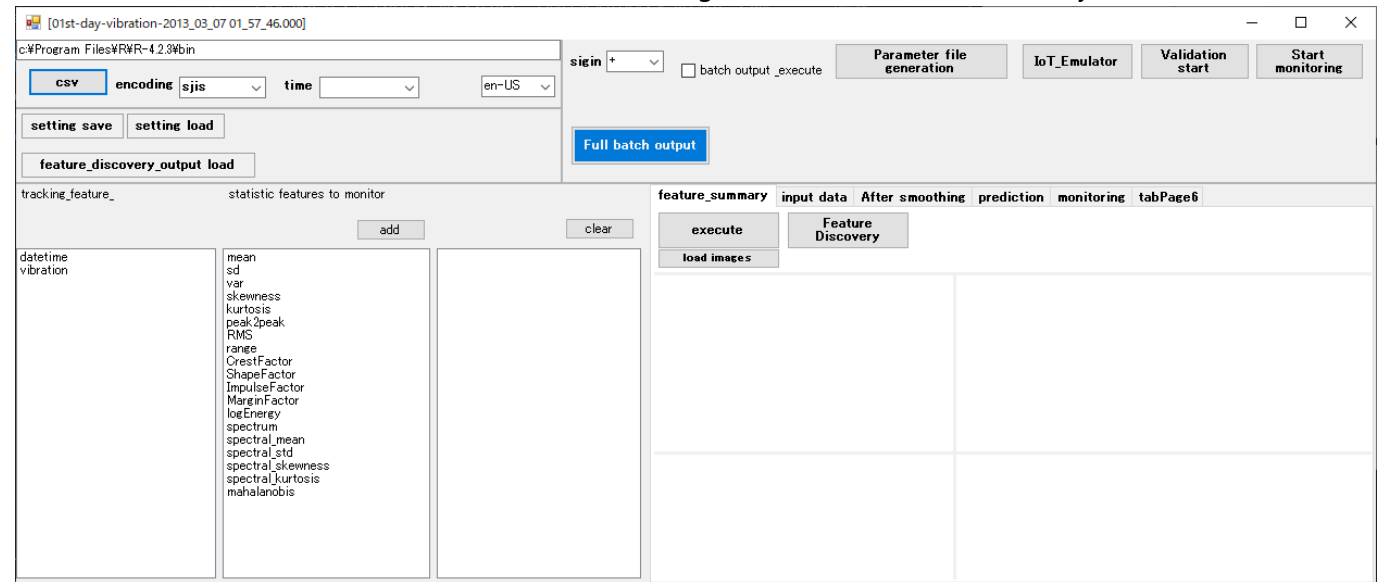 [01st-day-vibration-2013_03_07 01_57_46.000]
c:¥Program Files¥R¥R-4.2.3¥bin
csv
encoding
sjis
time
en-US
setting save
setting load
feature_discovery_output load
sigin
+
batch output _execute
Parameter file
generation
IoT_Emulator
Validation
start
Start
monitoring
Full batch output
tracking_feature_
statistic features to monitor
add
clear
datetime
vibration
mean
sd
var
skewness
kurtosis
peak2peak
RMS
range
CrestFactor
ShapeFactor
ImpulseFactor
MarginFactor
logEnergy
spectrum
spectral_mean
spectral_std
spectral_skewness
spectral_kurtosis
mahalanobis
feature_summary
input data
After smoothing
prediction
monitoring
tabPage6
execute
Feature
Discovery
load images